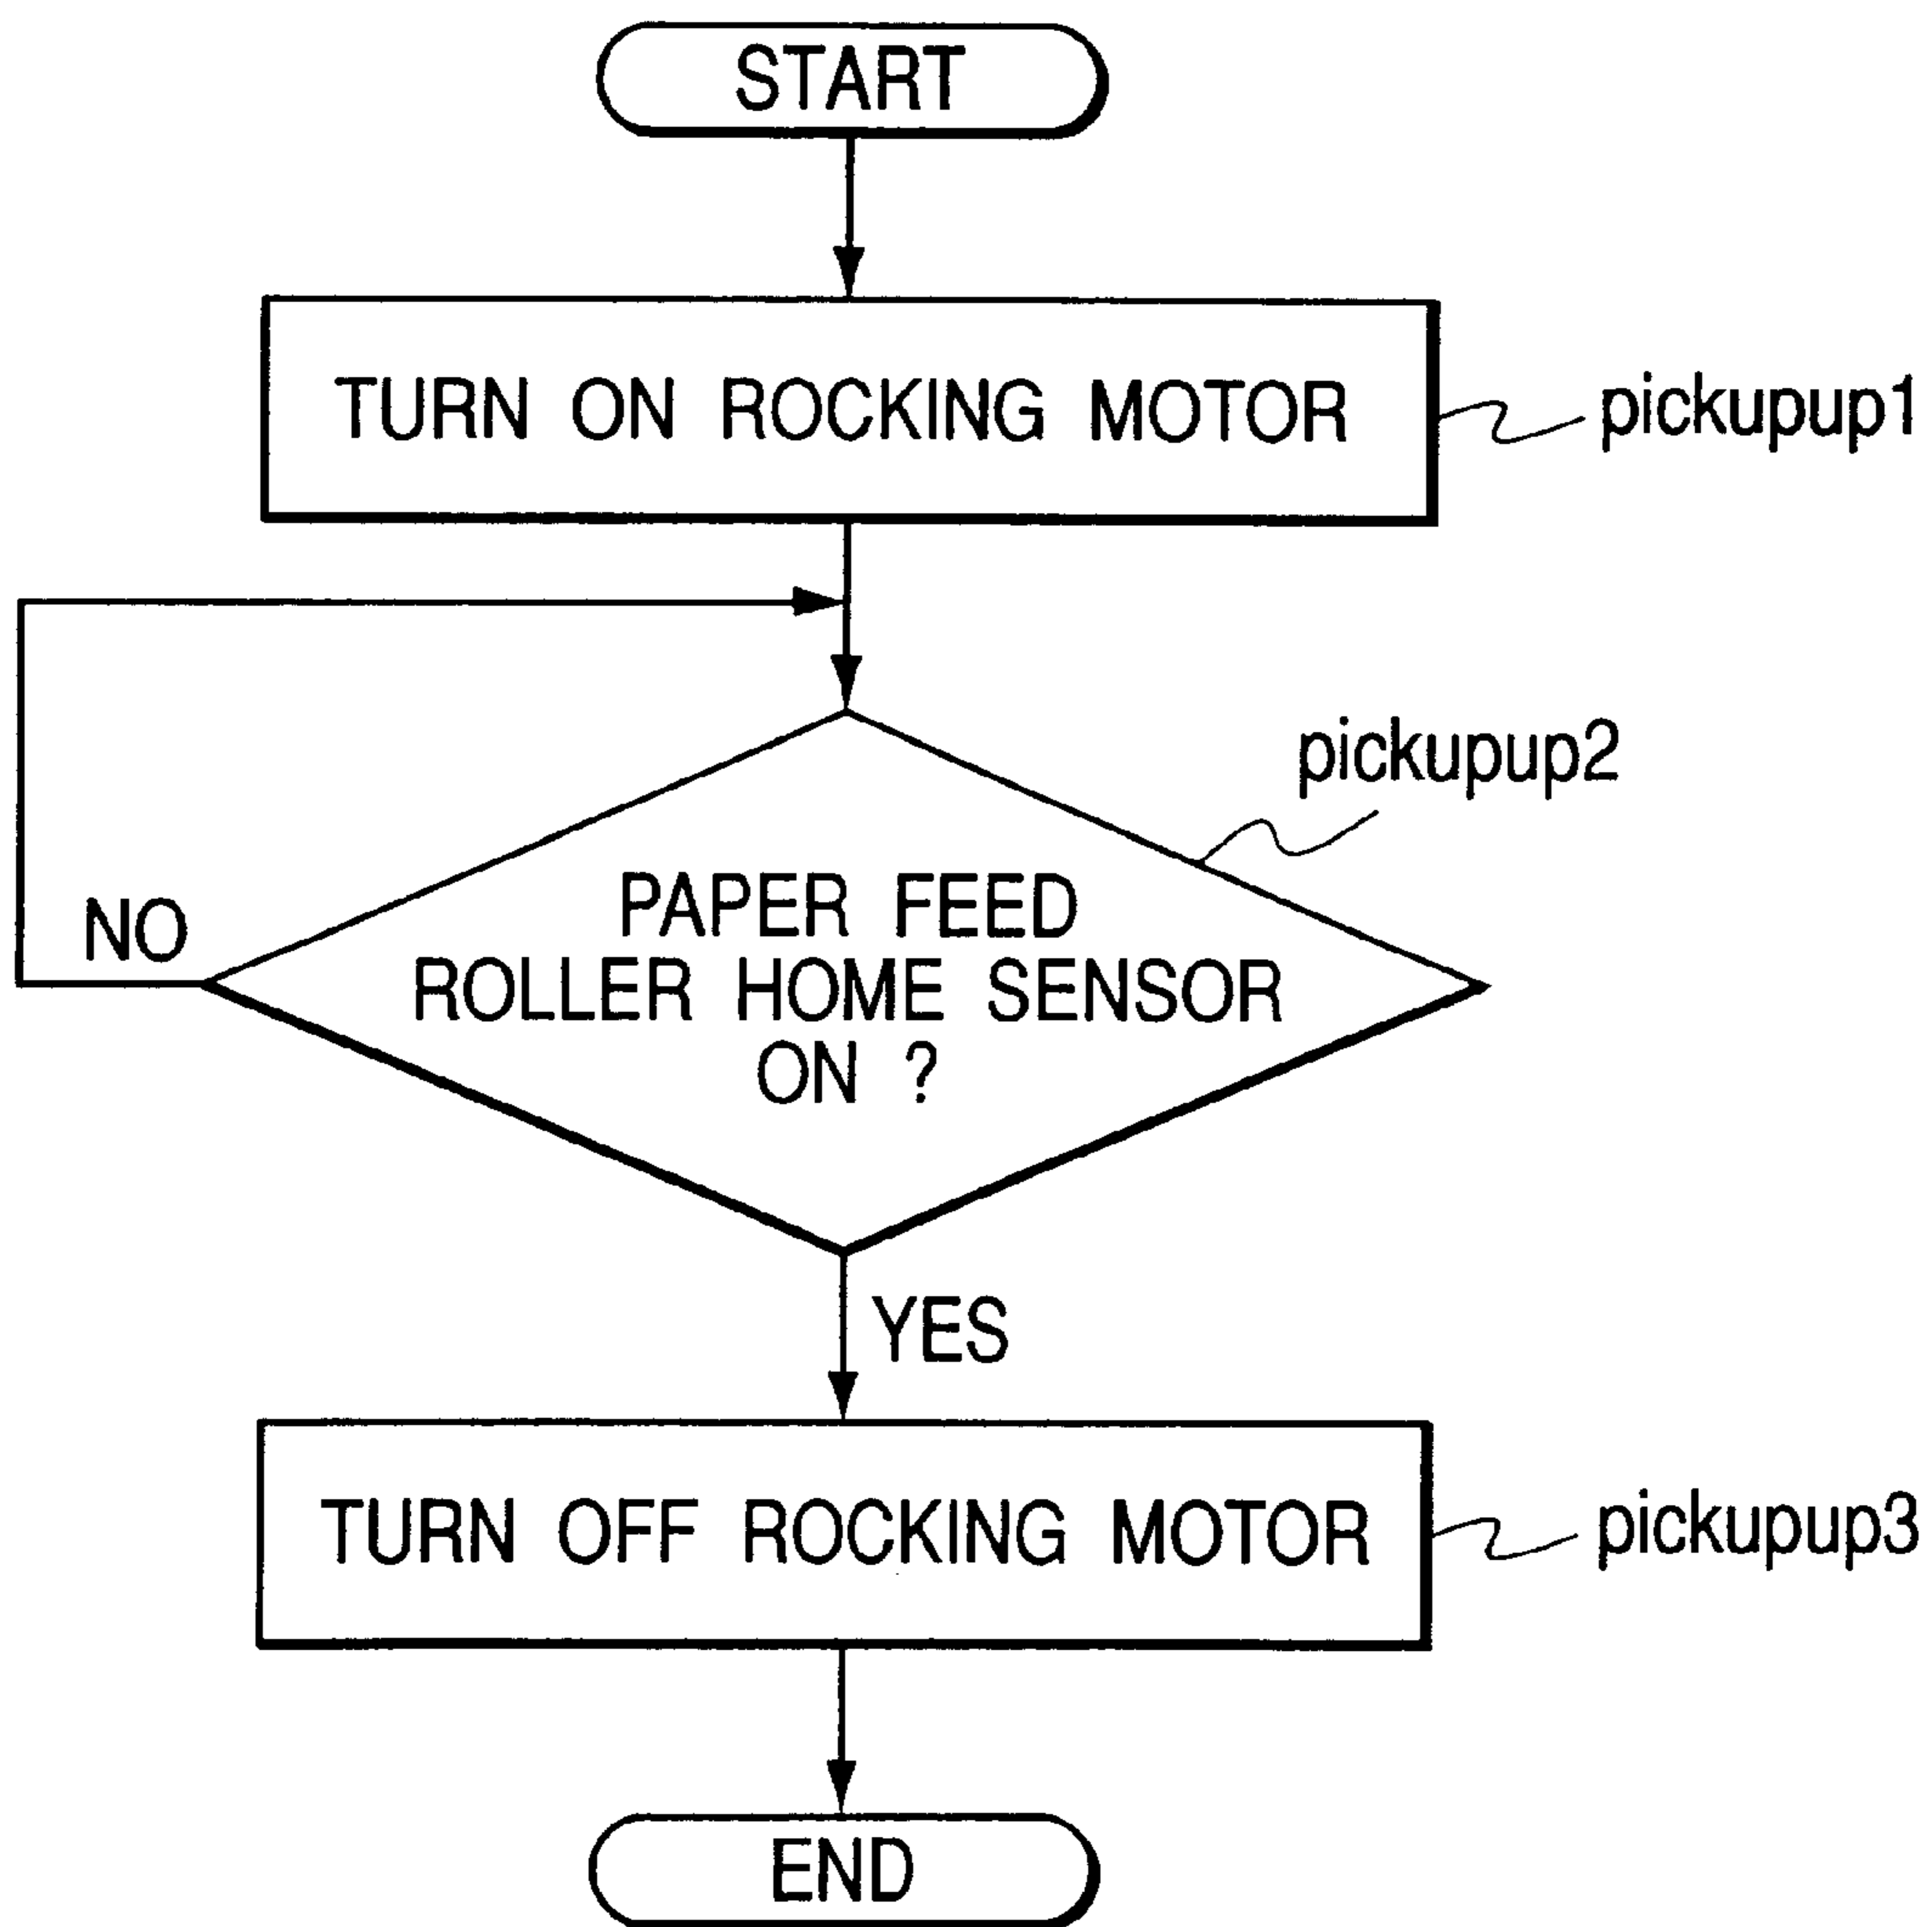 START
TURN ON ROCKING MOTOR
pickupup1
pickupup2
PAPER FEED
ROLLER HOME SENSOR
ON ?
NO
YES
TURN OFF ROCKING MOTOR
pickupup3
END